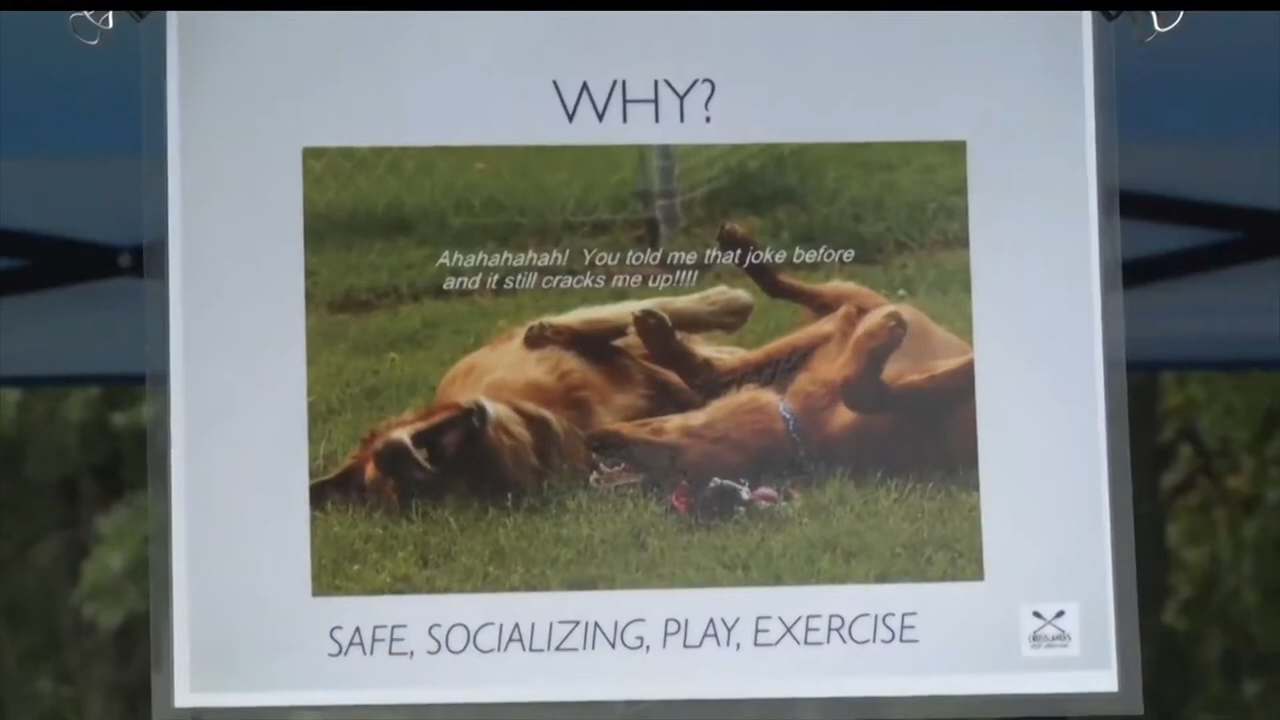 WHY?
Ahahahahah! You told me that joke before
and it still cracks me up!!!!
SAFE, SOCIALIZING, PLAY, EXERCISE